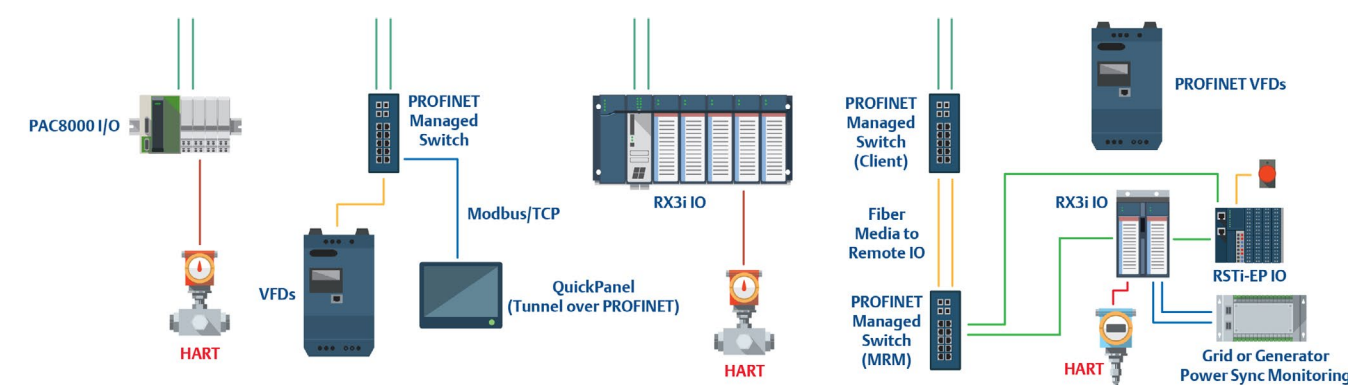 PAC8000 I/O
HART
PROFINET
Managed
Switch
Modbus/TCP
VFDs
QuickPanel
(Tunnel over PROFINET)
RX3i IO
HART
PROFINET
Managed
Switch
(Client)
Fiber
Media to
Remote IO
PROFINET
Managed
Switch
(MRM)
PROFINET VFDs
RX3i IO
RSTi-EP IO
HART
Grid or Generator
Power Sync Monitoring